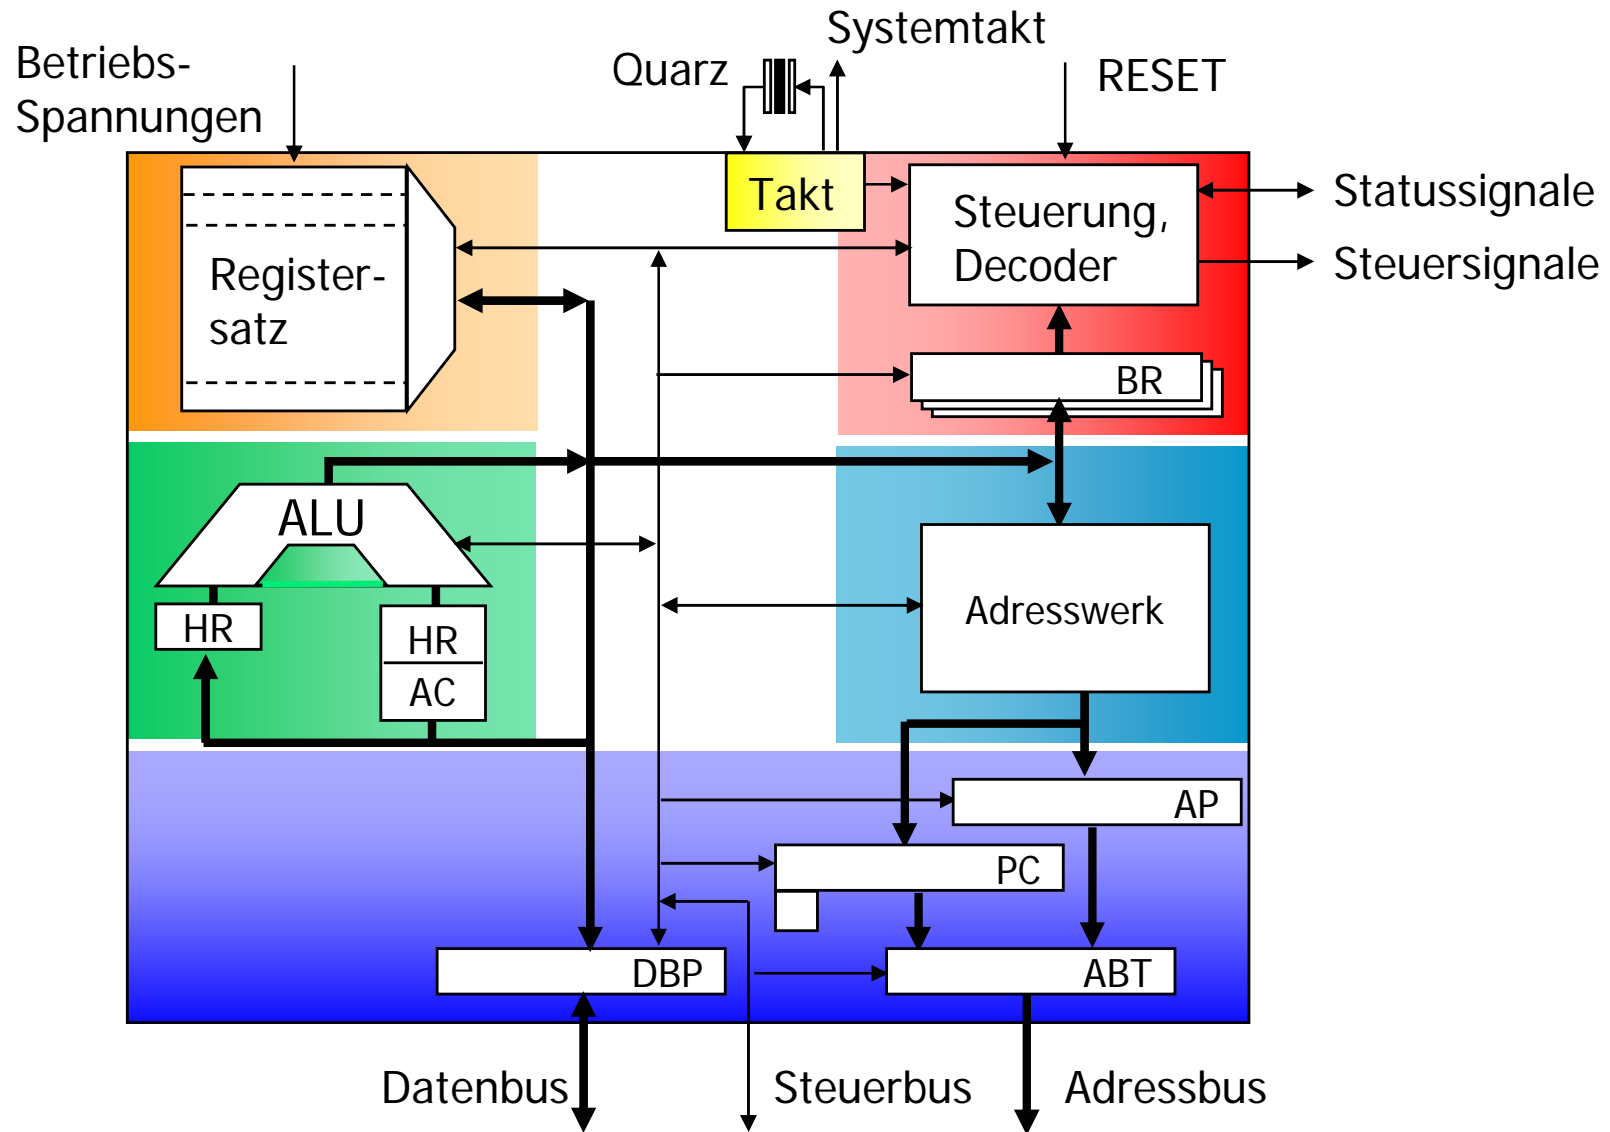 Systemtakt
Betriebs-
Spannungen
Quarz
RESET
Takt
Steuerung,
Decoder
Statussignale
Steuersignale
Register-
satz
BR
ALU
HR
HR
AC
Adresswerk
AP
PC
DBP
ABT
Datenbus
Steuerbus
Adressbus